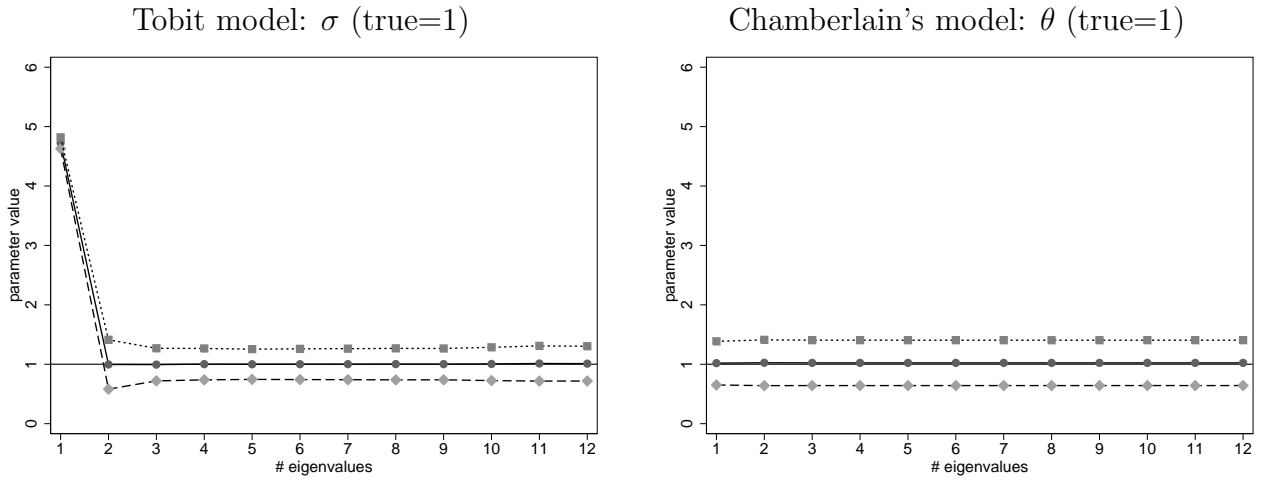 Tobit model: σ (true=1)
parameter value
6
5
4
3
2
1
0
1 2 3 4 5 6 7 8 9 10 11 12
# eigenvalues
Chamberlain's model: θ (true=1)
parameter value
6
5
4
3
2
1
0
1 2 3 4 5 6 7 8 9 10 11 12
# eigenvalues